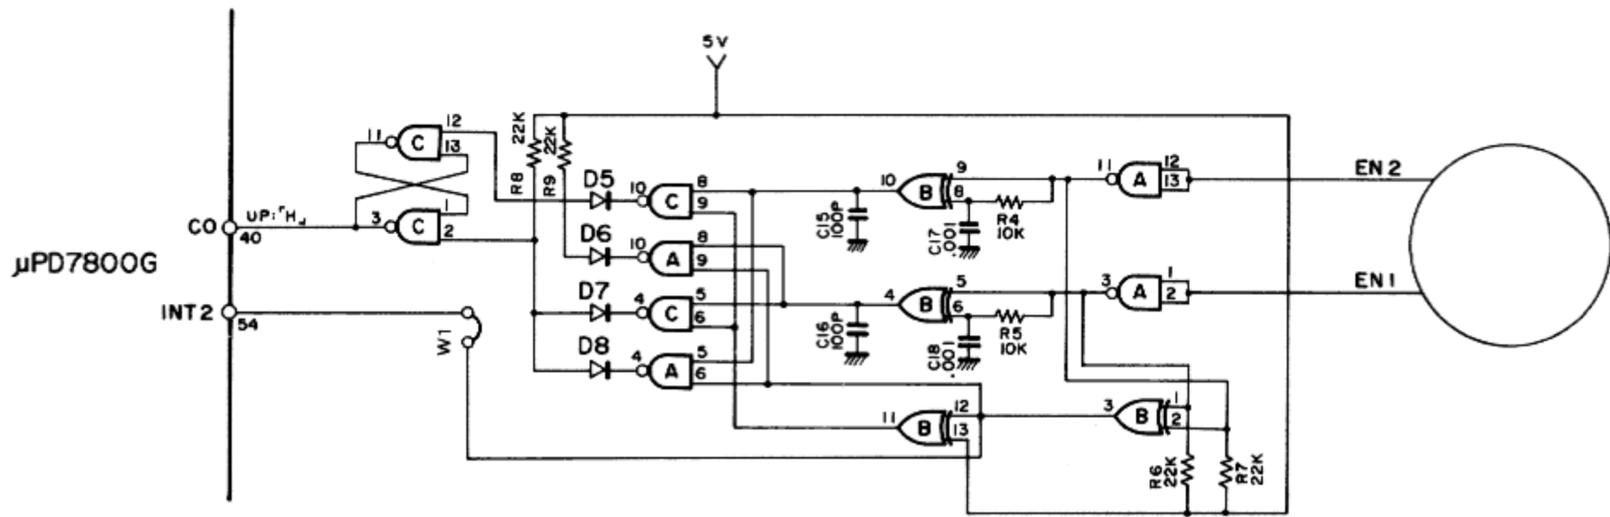 5V
μPD7800G
CO
40
UP:「H」
INT2
54
W1
11
C
12
13
3
C
1
2
R8
22K
R9
22K
D5
10
C
8
9
D6
10
A
8
9
D7
4
C
5
6
D8
4
A
5
6
C15
100P
C16
100P
10
B
9
8
C17
.001
R4
10K
4
B
5
6
C18
.001
R5
10K
11
B
12
13
3
B
1
2
R6
22K
R7
22K
11
A
12
13
3
A
1
2
EN2
EN1